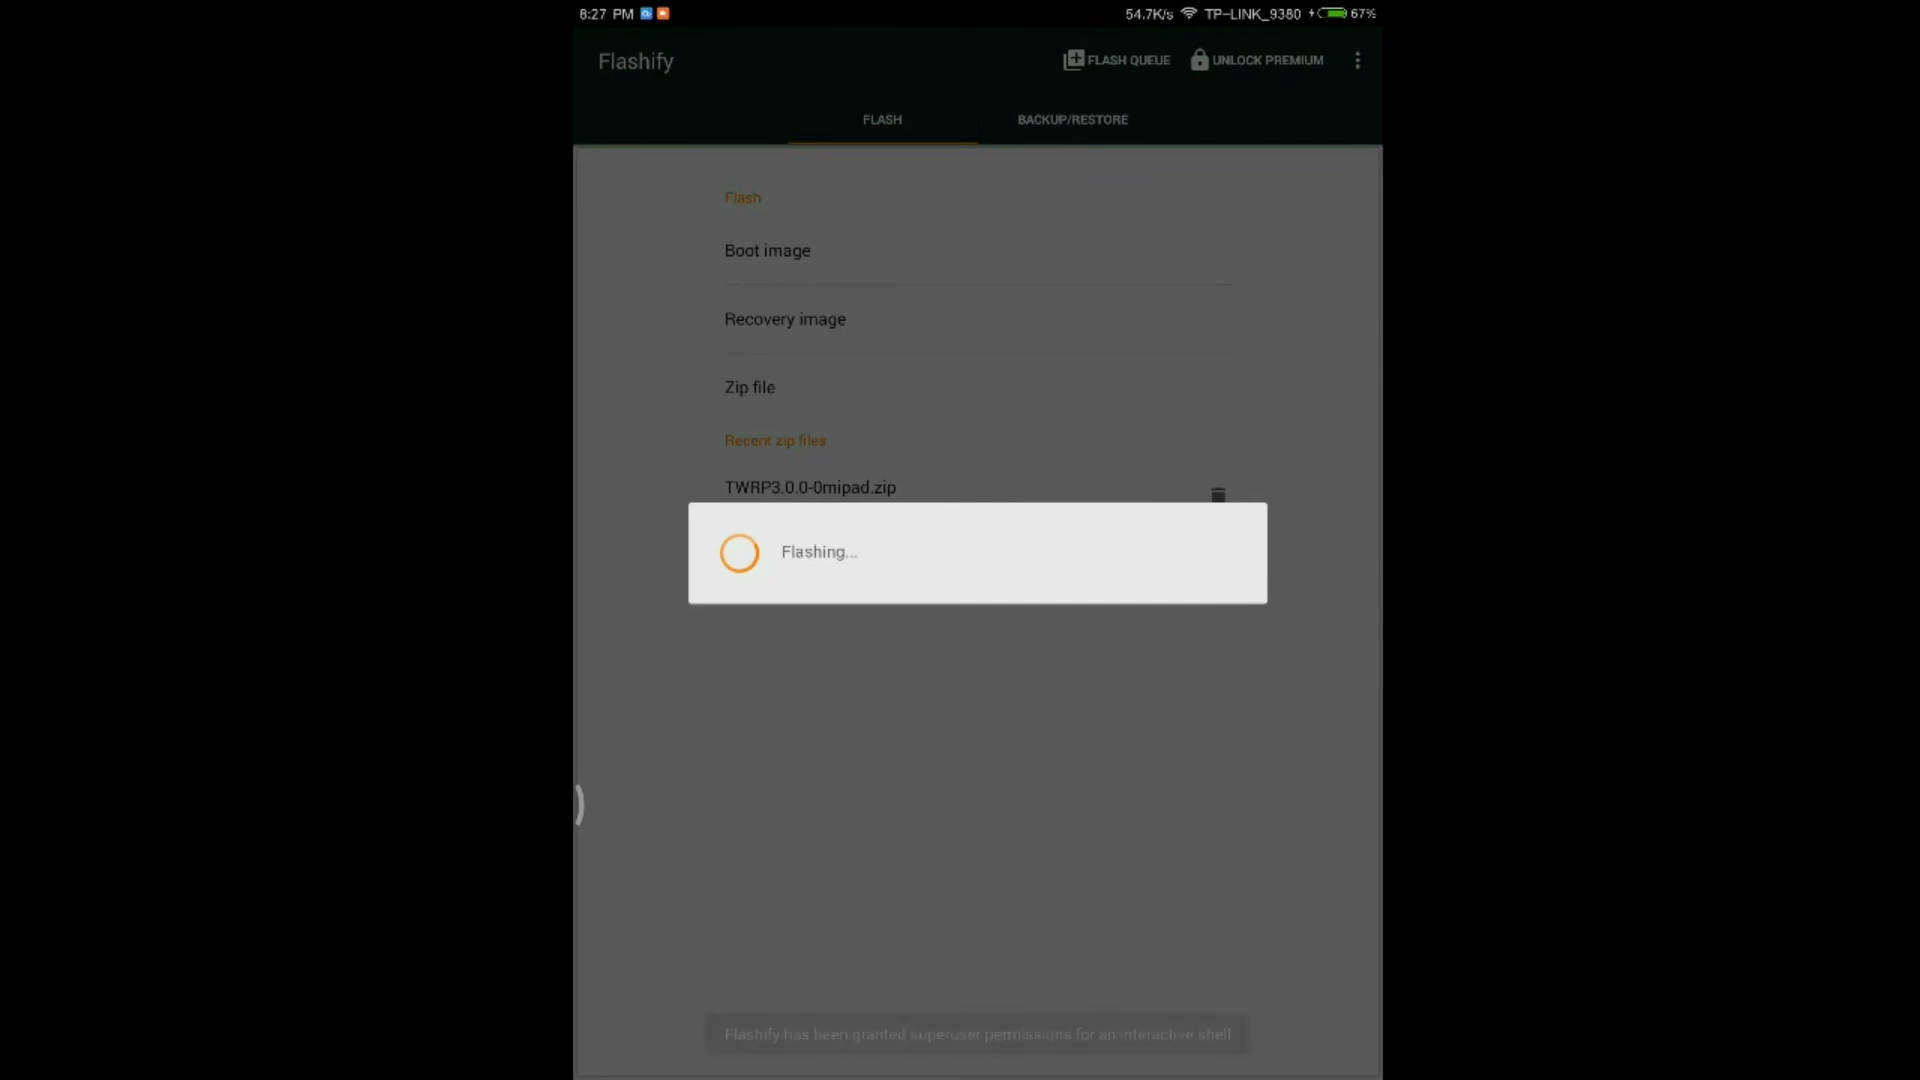 8:27 PM 54.7K/s TP-LINK_9380 67%
Flashify FLASH QUEUE UNLOCK PREMIUM
FLASH BACKUP/RESTORE
Flash
Boot image
Recovery image
Zip file
Recent zip files
TWRP3.0.0-0mipad.zip
Flashing...
Flashify has been granted superuser permissions for an interactive shell